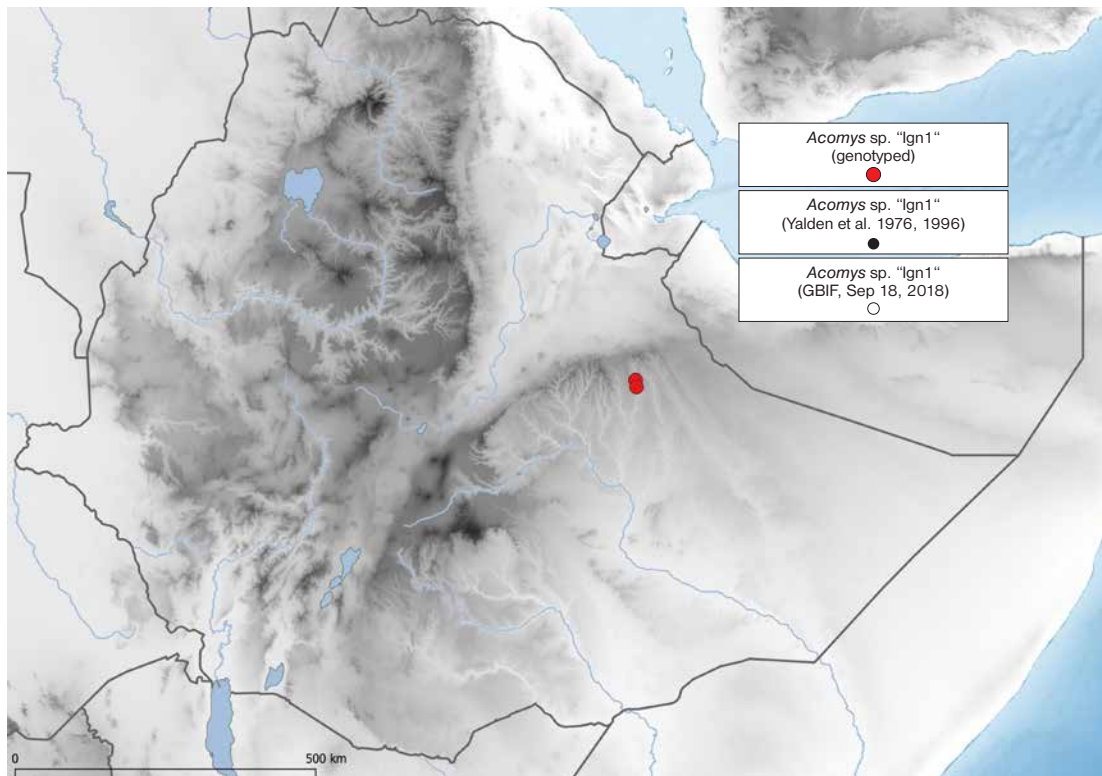 Acomys sp. “Ign1“
(genotyped)
Acomys sp. “Ign1“
(Yalden et al. 1976, 1996)
Acomys sp. “Ign1“
(GBIF, Sep 18, 2018)
0
500 km